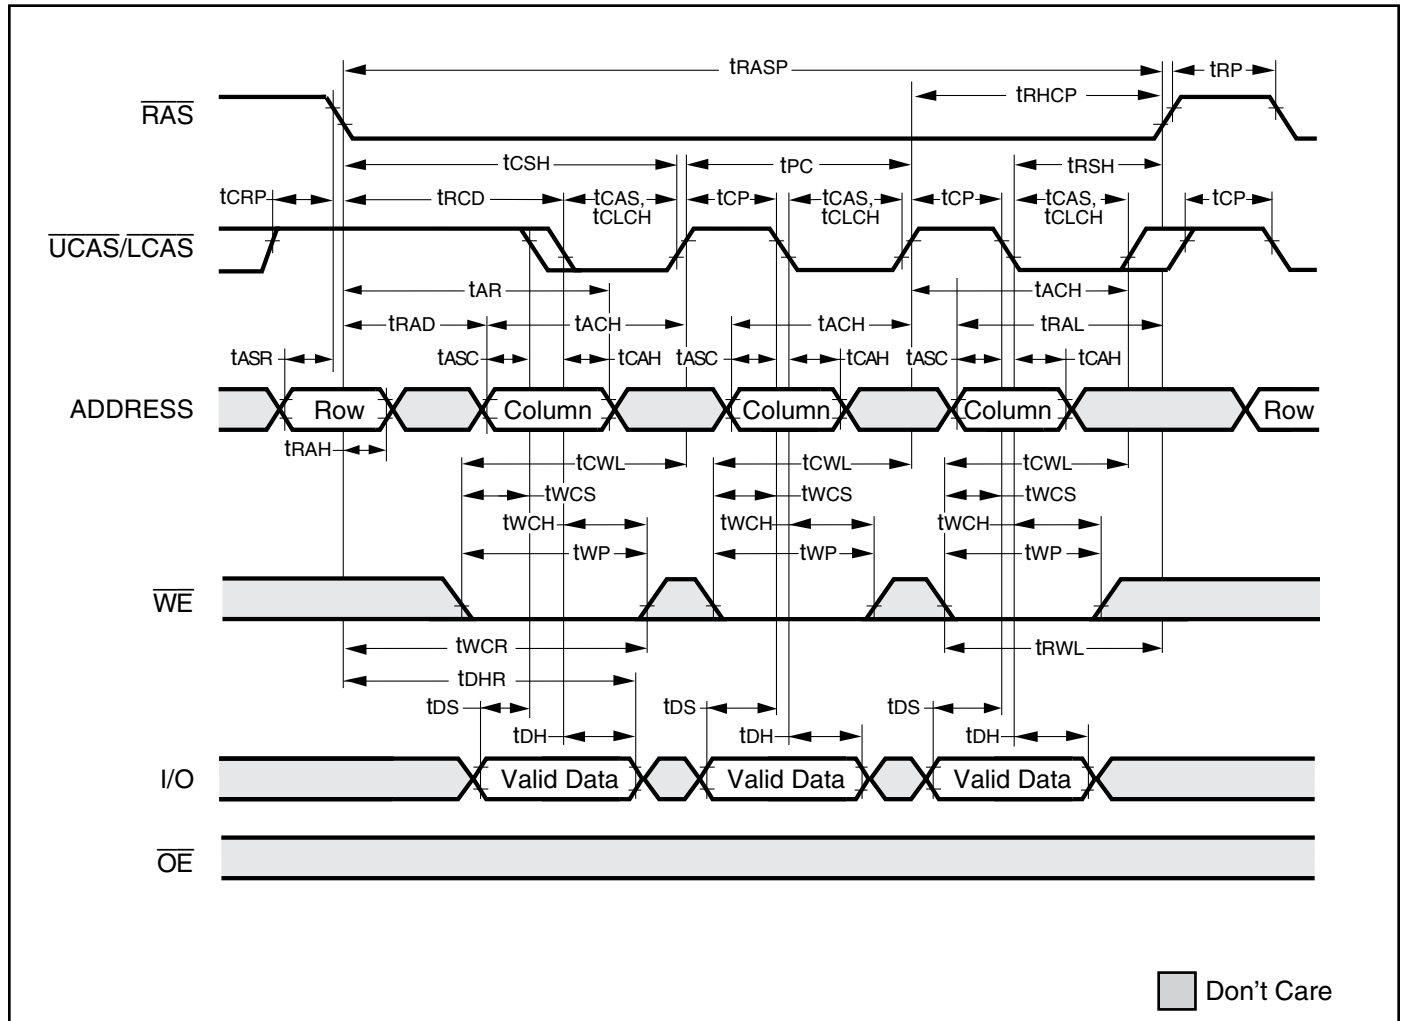 tRASP tRP
tRHCP
RAS
tCSH tPC tRSH
tCRP tRCD tCAS, tCP tCAS, tCP tCAS, tCP
tCLCH tCLCH tCLCH
UCAS/LCAS
tAR tACH
tRAD tACH tACH tRAL
tASR tASC tCAH tASC tCAH tASC tCAH
ADDRESS Row Column Column Column Row
tRAH
tCWL tCWL tCWL
tWCS tWCS tWCS
tWCH tWCH tWCH
tWP tWP tWP
WE
tWCR tRWL
tDHR
tDS tDS tDS
tDH tDH tDH
I/O Valid Data Valid Data Valid Data
OE
Don't Care